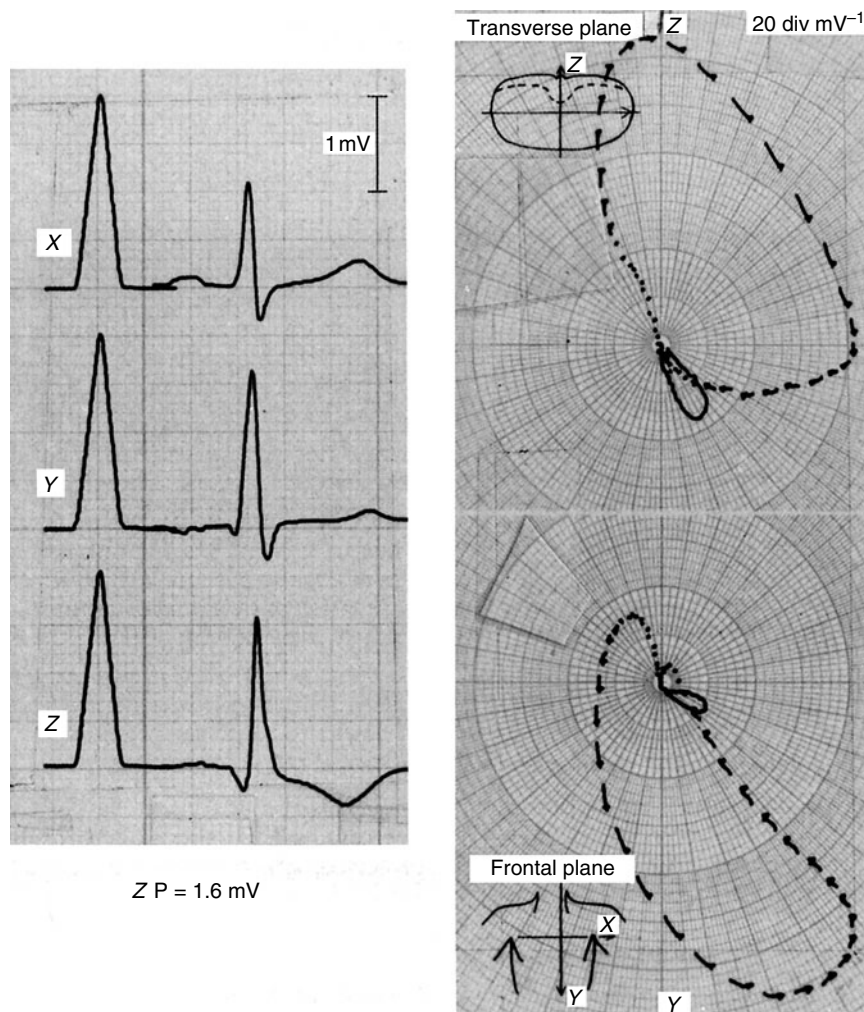 X
1 mV
Y
Z
Z P = 1.6 mV
Transverse plane
Z
20 div mV⁻¹
Z
Frontal plane
X
Y
Y